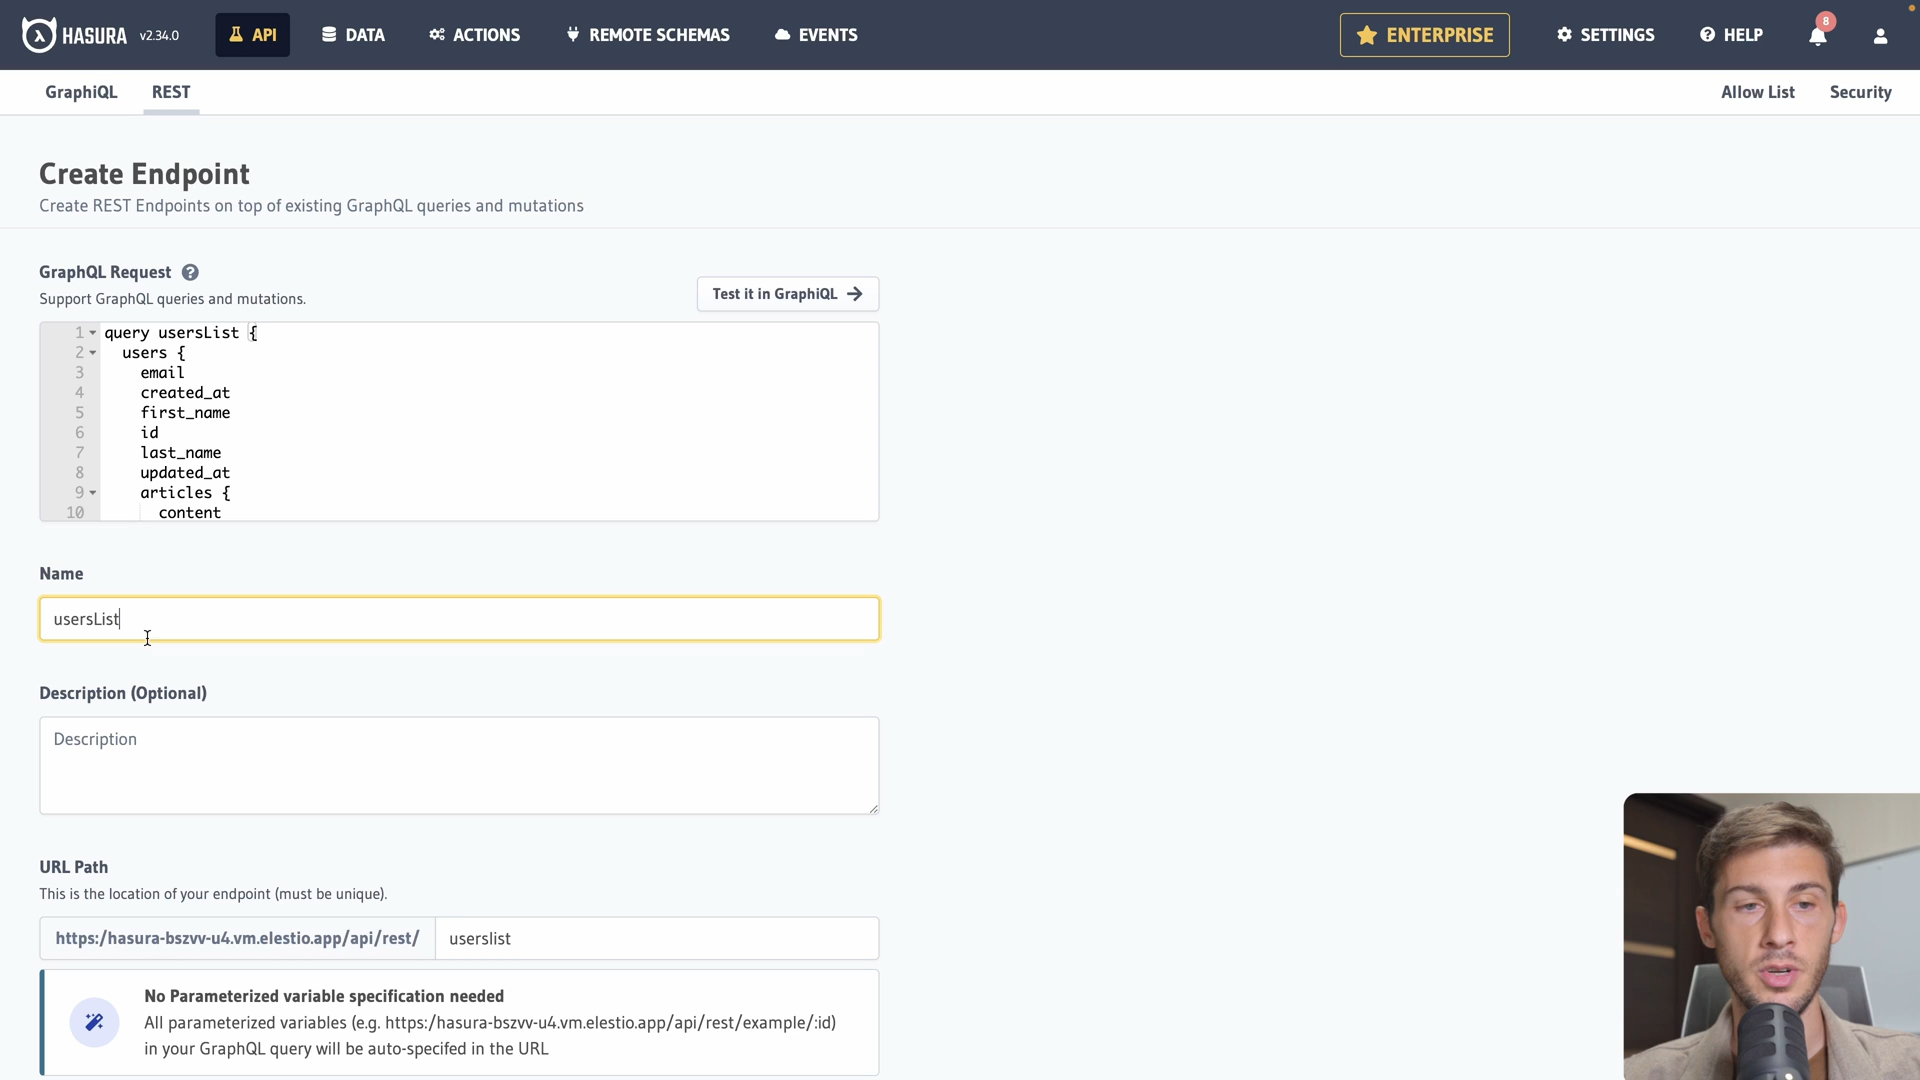 HASURA v2.34.0 API DATA ACTIONS REMOTE SCHEMAS EVENTS ENTERPRISE SETTINGS HELP 8
GraphiQL REST Allow List Security
Create Endpoint
Create REST Endpoints on top of existing GraphQL queries and mutations
GraphQL Request ?
Support GraphQL queries and mutations.
Test it in GraphiQL
1 query usersList {
2 users {
3 email
4 created_at
5 first_name
6 id
7 last_name
8 updated_at
9 articles {
10 content
Name
usersList
Description (Optional)
Description
URL Path
This is the location of your endpoint (must be unique).
https:/hasura-bszvv-u4.vm.elestio.app/api/rest/ userslist
No Parameterized variable specification needed
All parameterized variables (e.g. https:/hasura-bszvv-u4.vm.elestio.app/api/rest/example/:id)
in your GraphQL query will be auto-specifed in the URL